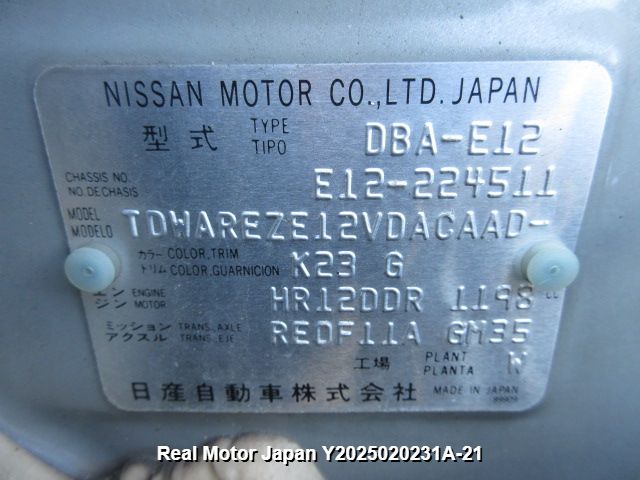 NISSAN MOTOR CO.,LTD. JAPAN
型式 TYPE TIPO DBA-E12
CHASSIS NO. NO.DE CHASIS E12-224511
MODEL MODELO TDWAREZE12VDACAAD-
カラー トリム COLOR,TRIM COLOR,GUARNICION K23 G
エンジン ENGINE MOTOR HR12DDR 1198 cc
ミッション アクスル TRANS.AXLE TRANS.EJE RE0F11A GM35
工場 PLANT PLANTA W
日産自動車株式会社 MADE IN JAPAN
Real Motor Japan Y2025020231A-21